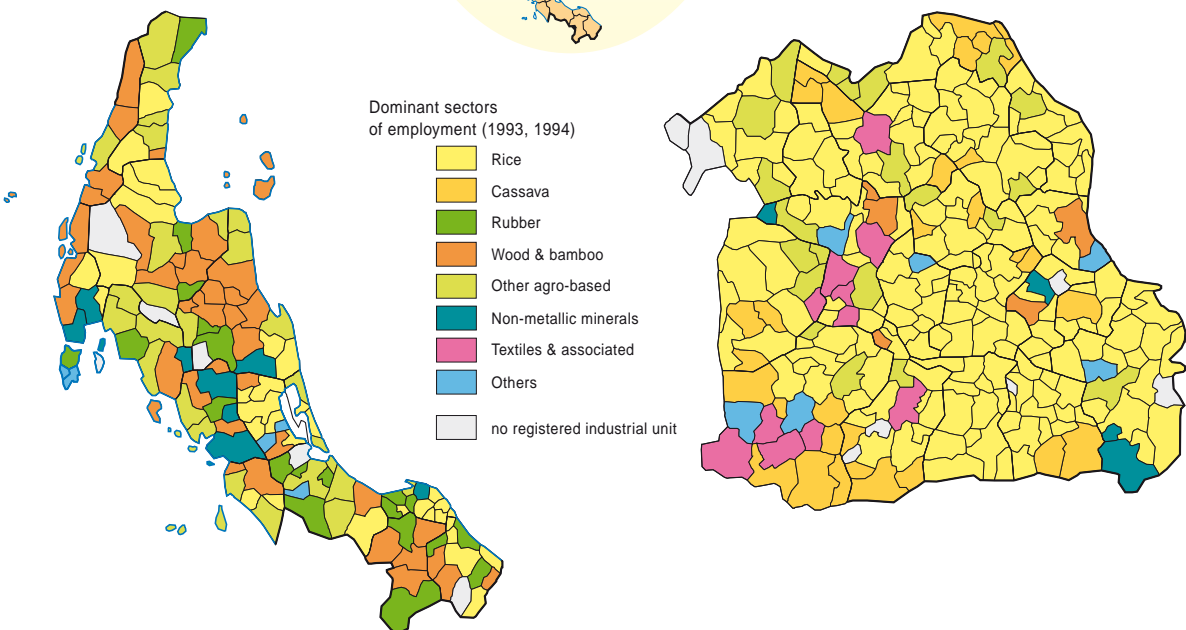 Dominant sectors
of employment (1993, 1994)
Rice
Cassava
Rubber
Wood & bamboo
Other agro-based
Non-metallic minerals
Textiles & associated
Others
no registered industrial unit